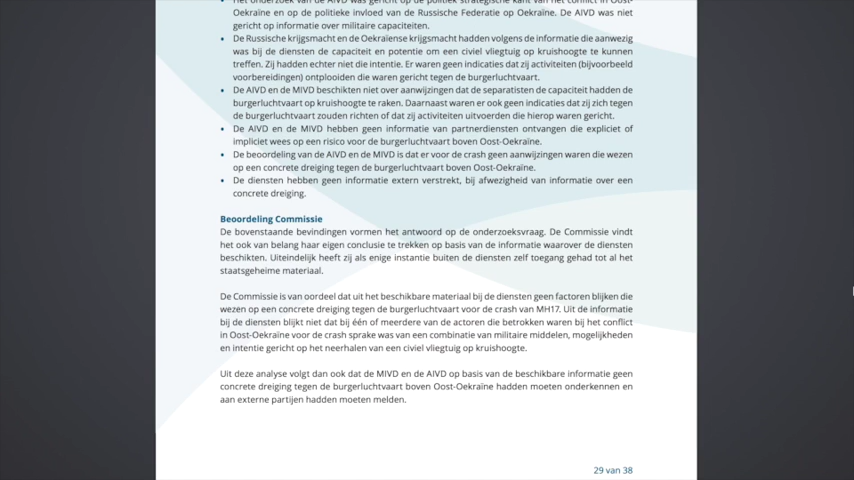 Het onderzoek van de AIVD was gericht op de politiek strategische kant van het conflict in Oost-
Oekraïne en op de politieke invloed van de Russische Federatie op Oekraïne. De AIVD was niet
gericht op informatie over militaire capaciteiten.
• De Russische krijgsmacht en de Oekraïense krijgsmacht hadden volgens de informatie die aanwezig
was bij de diensten de capaciteit en potentie om een civiel vliegtuig op kruishoogte te kunnen
treffen. Zij hadden echter niet die intentie. Er waren geen indicaties dat zij activiteiten (bijvoorbeeld
voorbereidingen) ontplooiden die waren gericht tegen de burgerluchtvaart.
• De AIVD en de MIVD beschikten niet over aanwijzingen dat de separatisten de capaciteit hadden de
burgerluchtvaart op kruishoogte te raken. Daarnaast waren er ook geen indicaties dat zij zich tegen
de burgerluchtvaart zouden richten of dat zij activiteiten uitvoerden die hierop waren gericht.
• De AIVD en de MIVD hebben geen informatie van partnerdiensten ontvangen die expliciet of
impliciet wees op een risico voor de burgerluchtvaart boven Oost-Oekraïne.
• De beoordeling van de AIVD en de MIVD is dat er voor de crash geen aanwijzingen waren die wezen
op een concrete dreiging tegen de burgerluchtvaart boven Oost-Oekraïne.
• De diensten hebben geen informatie extern verstrekt, bij afwezigheid van informatie over een
concrete dreiging.
Beoordeling Commissie
De bovenstaande bevindingen vormen het antwoord op de onderzoeksvraag. De Commissie vindt
het ook van belang haar eigen conclusie te trekken op basis van de informatie waarover de diensten
beschikten. Uiteindelijk heeft zij als enige instantie buiten de diensten zelf toegang gehad tot al het
staatsgeheime materiaal.
De Commissie is van oordeel dat uit het beschikbare materiaal bij de diensten geen factoren blijken die
wezen op een concrete dreiging tegen de burgerluchtvaart voor de crash van MH17. Uit de informatie
bij de diensten blijkt niet dat bij één of meerdere van de actoren die betrokken waren bij het conflict
in Oost-Oekraïne voor de crash sprake was van een combinatie van militaire middelen, mogelijkheden
en intentie gericht op het neerhalen van een civiel vliegtuig op kruishoogte.
Uit deze analyse volgt dan ook dat de MIVD en de AIVD op basis van de beschikbare informatie geen
concrete dreiging tegen de burgerluchtvaart boven Oost-Oekraïne hadden moeten onderkennen en
aan externe partijen hadden moeten melden.
29 van 38